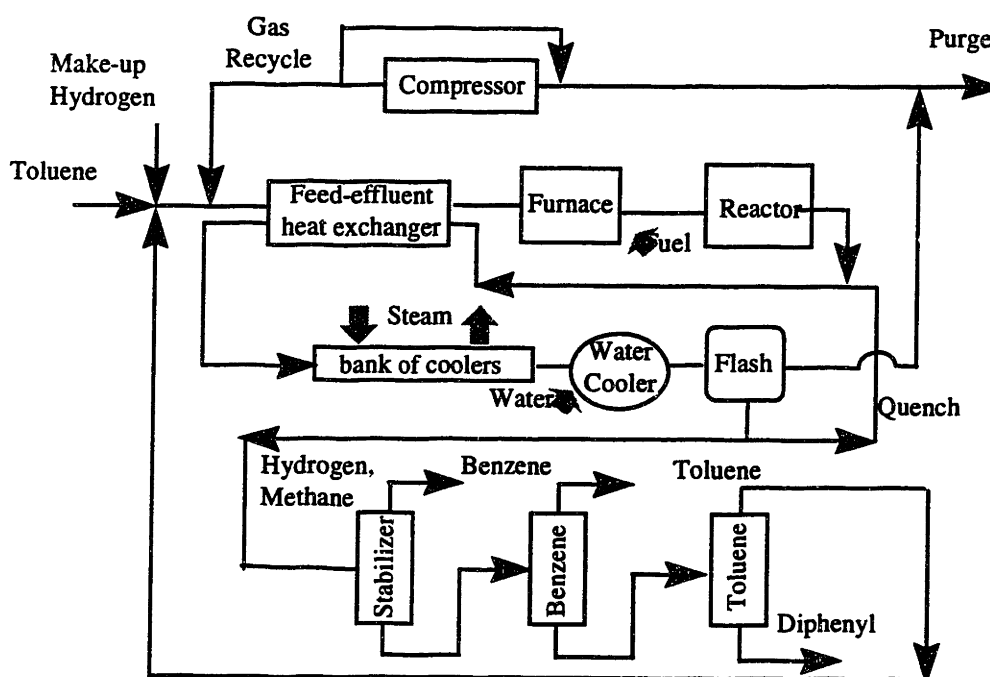 Gas
Recycle
Purge
Make-up
Hydrogen
Compressor
Toluene
Feed-effluent
heat exchanger
Furnace
Reactor
Fuel
Steam
bank of coolers
Water
Cooler
Flash
Water
Quench
Hydrogen,
Methane
Benzene
Toluene
Stabilizer
Benzene
Toluene
Diphenyl